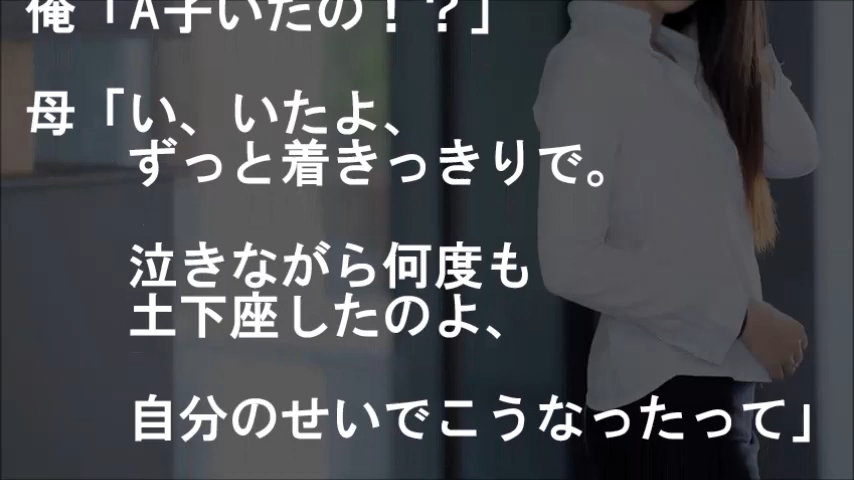 俺「A子いたの！？」
母「い、いたよ、
ずっと着きっきりで。
泣きながら何度も
土下座したのよ、
自分のせいでこうなったって」